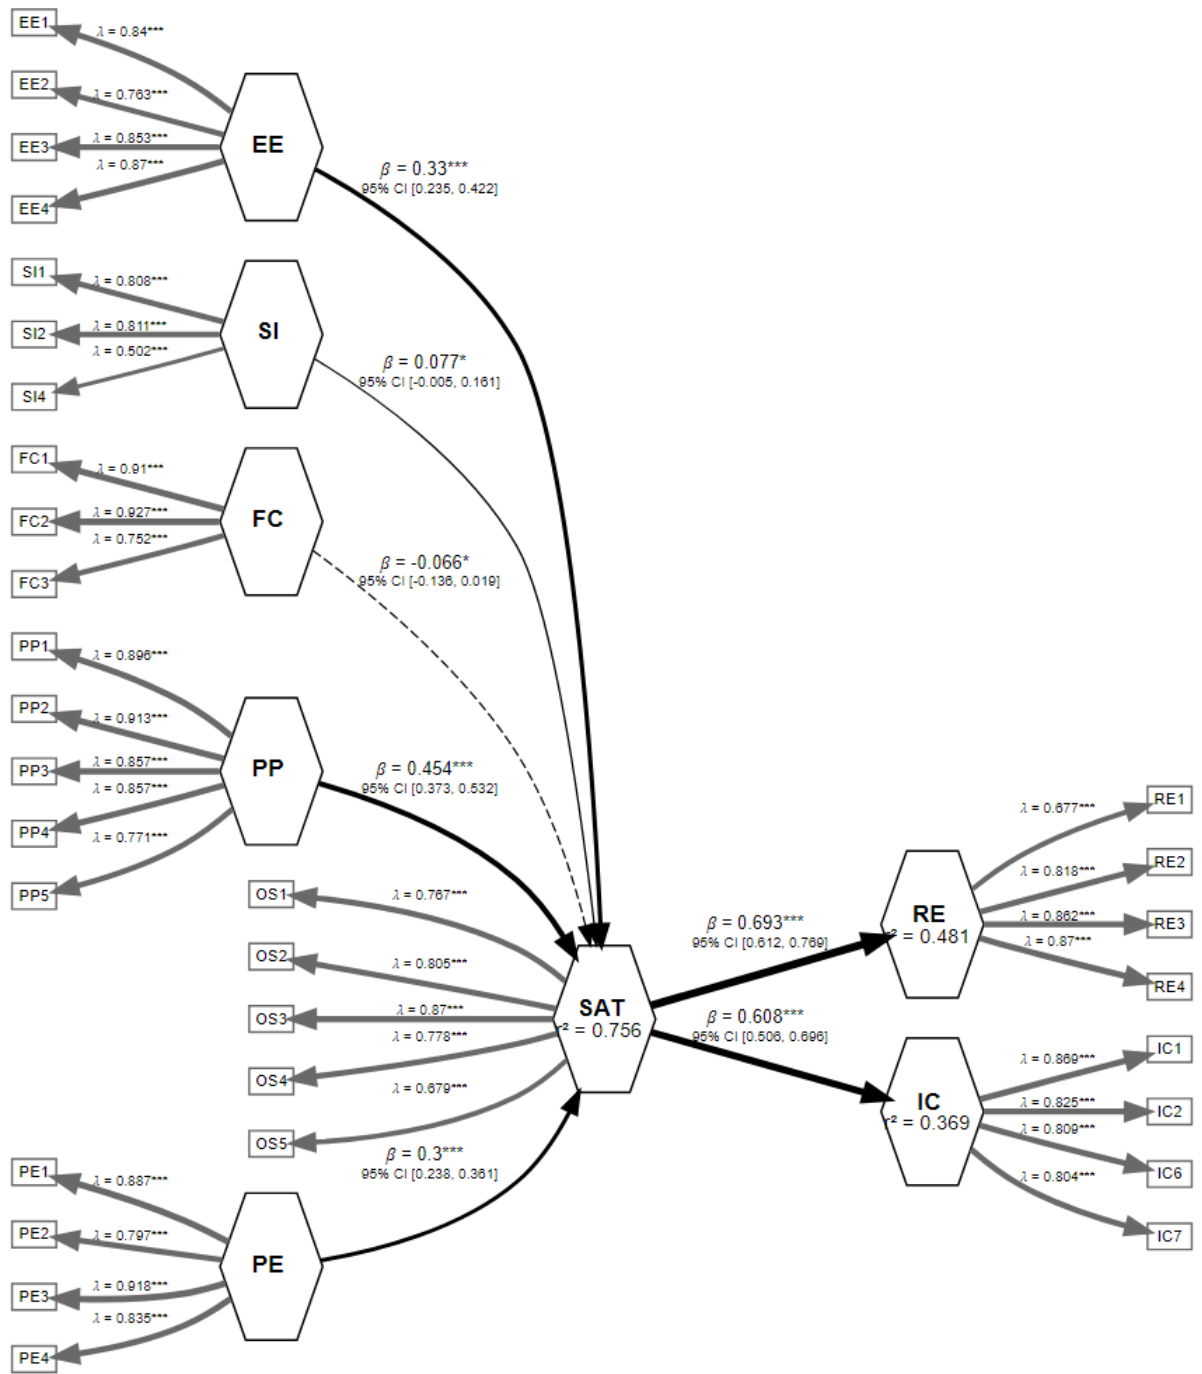 EE1
λ = 0.84***
EE2
λ = 0.763***
EE3
λ = 0.853***
EE4
λ = 0.87***
EE
β = 0.33***
95% CI [0.235, 0.422]
SI1
λ = 0.808***
SI2
λ = 0.811***
SI4
λ = 0.502***
SI
β = 0.077*
95% CI [-0.005, 0.161]
FC1
λ = 0.91***
FC2
λ = 0.927***
FC3
λ = 0.752***
FC
β = -0.066*
95% CI [-0.136, 0.019]
PP1
λ = 0.896***
PP2
λ = 0.913***
PP3
λ = 0.857***
PP4
λ = 0.857***
PP5
λ = 0.771***
PP
β = 0.454***
95% CI [0.373, 0.532]
OS1
λ = 0.767***
OS2
λ = 0.805***
OS3
λ = 0.87***
OS4
λ = 0.778***
OS5
λ = 0.679***
SAT
r² = 0.756
PE1
λ = 0.887***
PE2
λ = 0.797***
PE3
λ = 0.918***
PE4
λ = 0.835***
PE
β = 0.3***
95% CI [0.238, 0.361]
β = 0.693***
95% CI [0.612, 0.769]
RE
r² = 0.481
λ = 0.677***
RE1
λ = 0.818***
RE2
λ = 0.862***
RE3
λ = 0.87***
RE4
β = 0.608***
95% CI [0.506, 0.696]
IC
r² = 0.369
λ = 0.869***
IC1
λ = 0.825***
IC2
λ = 0.809***
IC6
λ = 0.804***
IC7